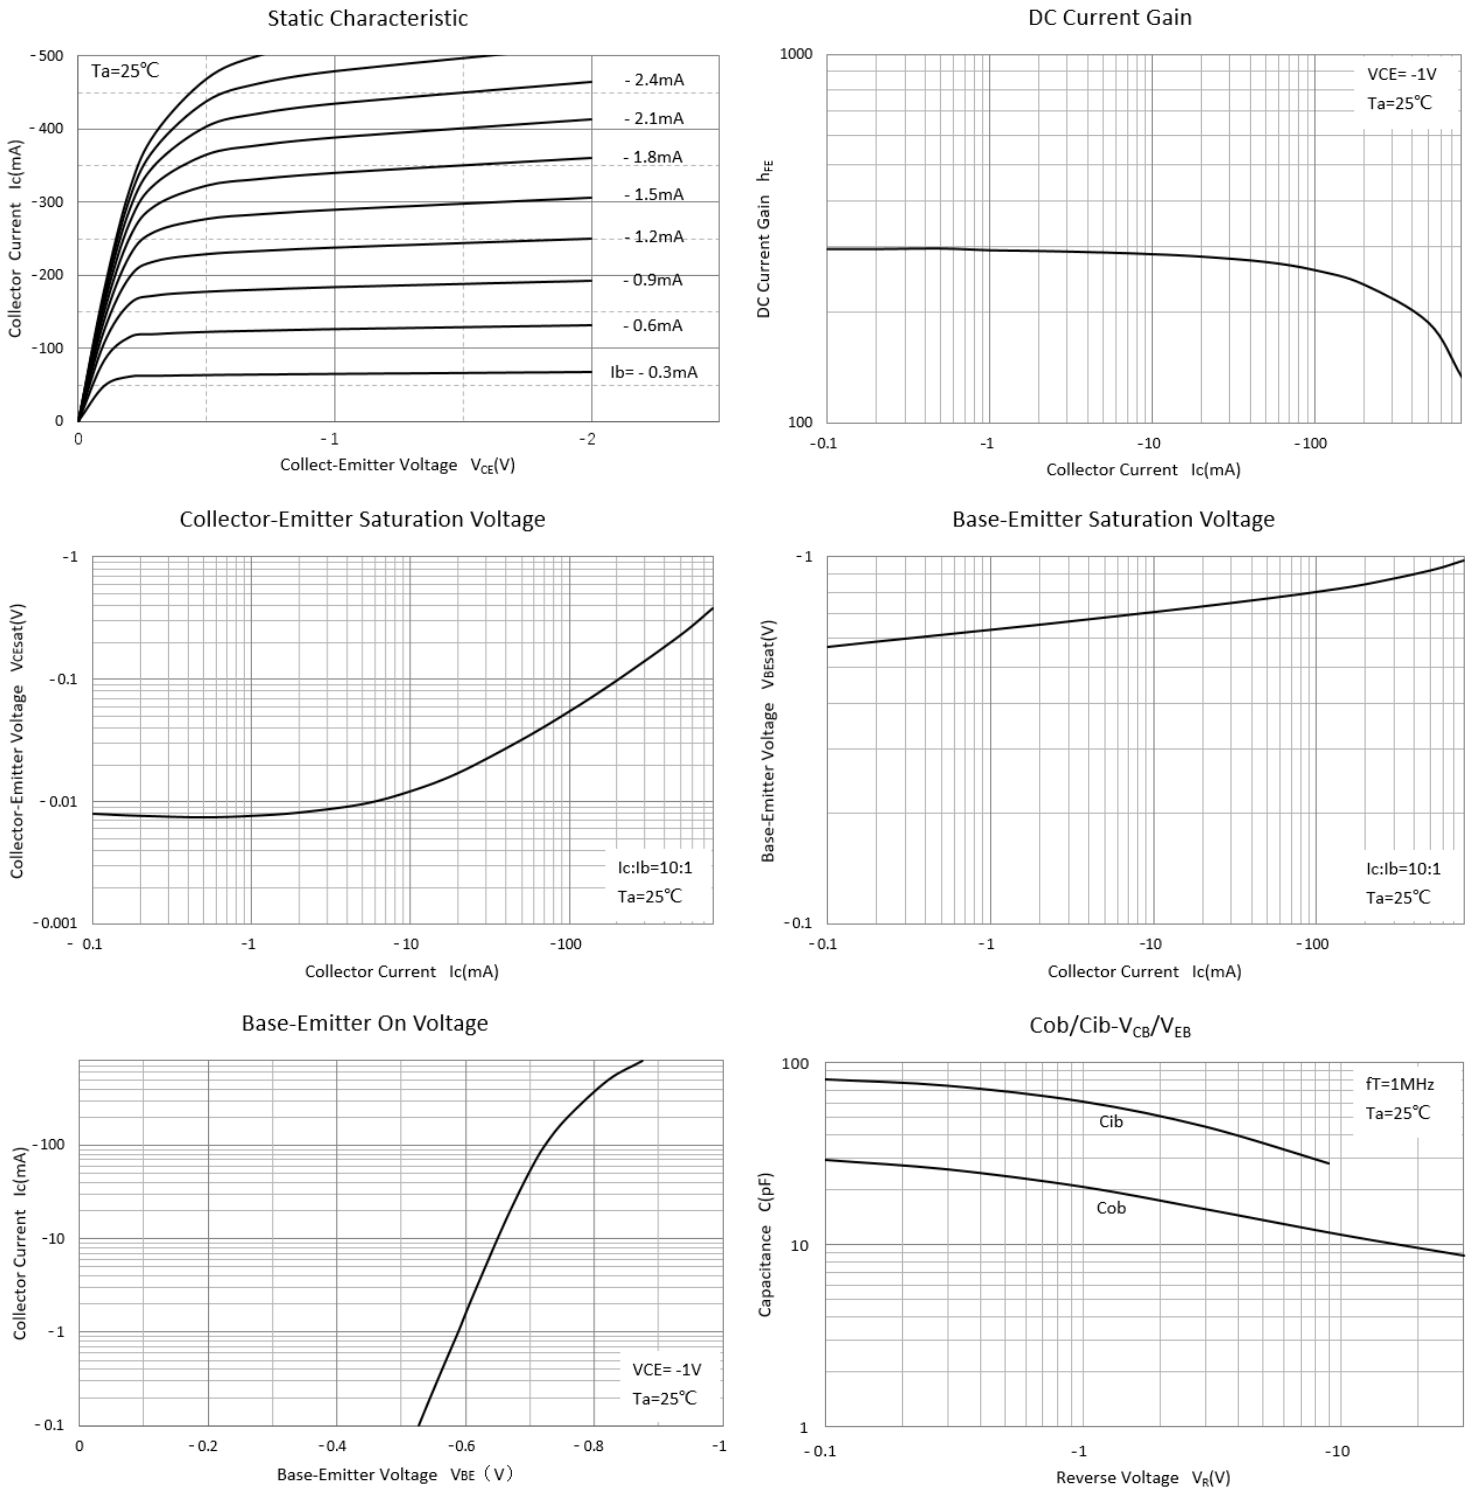 Static Characteristic
Ta=25℃
-500
-400
-300
-200
-100
0
Collector Current Ic(mA)
- 2.4mA
- 2.1mA
- 1.8mA
- 1.5mA
- 1.2mA
- 0.9mA
- 0.6mA
Ib= - 0.3mA
0
-1
-2
Collect-Emitter Voltage VCE(V)
DC Current Gain
1000
100
DC Current Gain hFE
VCE= -1V
Ta=25℃
-0.1
-1
-10
-100
Collector Current Ic(mA)
Collector-Emitter Saturation Voltage
-1
-0.1
-0.01
-0.001
Collector-Emitter Voltage VCEsat(V)
Ic:Ib=10:1
Ta=25℃
- 0.1
-1
-10
-100
Collector Current Ic(mA)
Base-Emitter Saturation Voltage
-1
-0.1
Base-Emitter Voltage VBEsat(V)
Ic:Ib=10:1
Ta=25℃
-0.1
-1
-10
-100
Collector Current Ic(mA)
Base-Emitter On Voltage
-100
-10
-1
-0.1
Collector Current Ic(mA)
VCE= -1V
Ta=25℃
0
-0.2
-0.4
-0.6
-0.8
-1
Base-Emitter Voltage VBE（V）
Cob/Cib-VCB/VEB
100
10
1
Capacitance C(pF)
fT=1MHz
Ta=25℃
Cib
Cob
-0.1
-1
-10
Reverse Voltage VR(V)